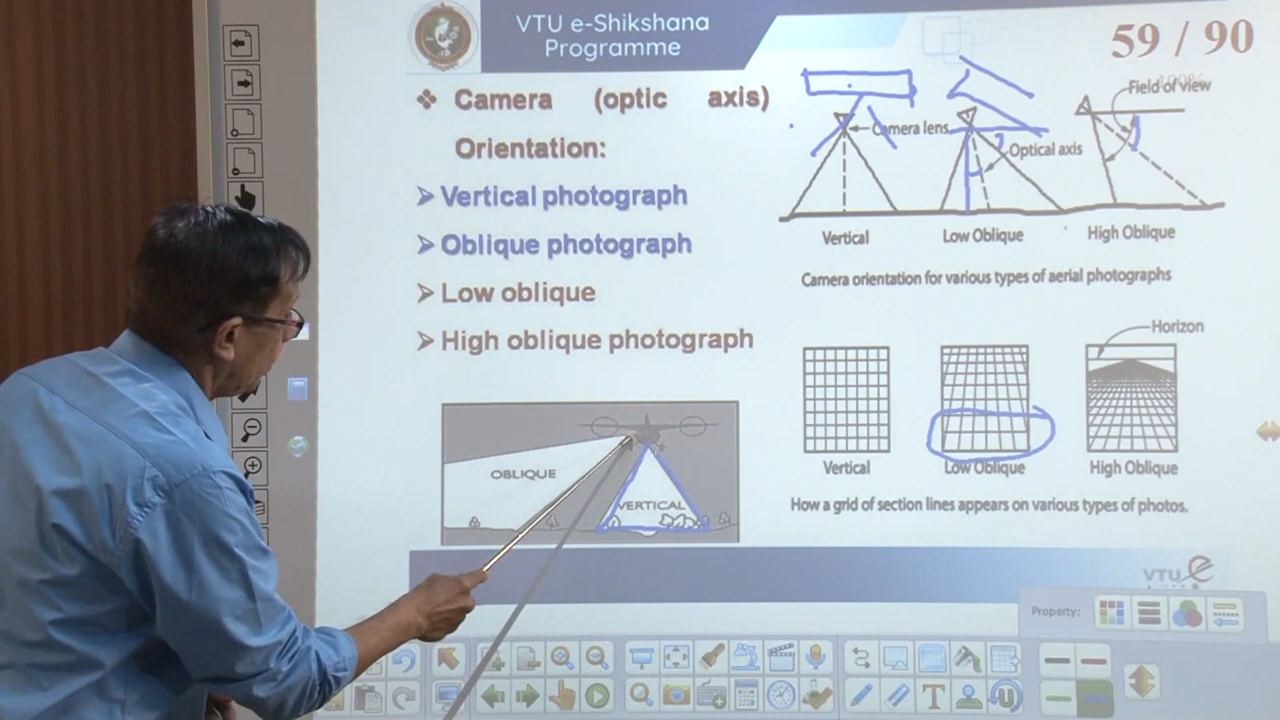 VTU e-Shikshana
Programme
59 / 90
❖ Camera (optic axis)
Orientation:
➢ Vertical photograph
➢ Oblique photograph
➢ Low oblique
➢ High oblique photograph
Field of view
Camera lens
Optical axis
Vertical
Low Oblique
High Oblique
Camera orientation for various types of aerial photographs
Horizon
Vertical
Low Oblique
High Oblique
How a grid of section lines appears on various types of photos.
OBLIQUE
VERTICAL
VTU e
Property:
T